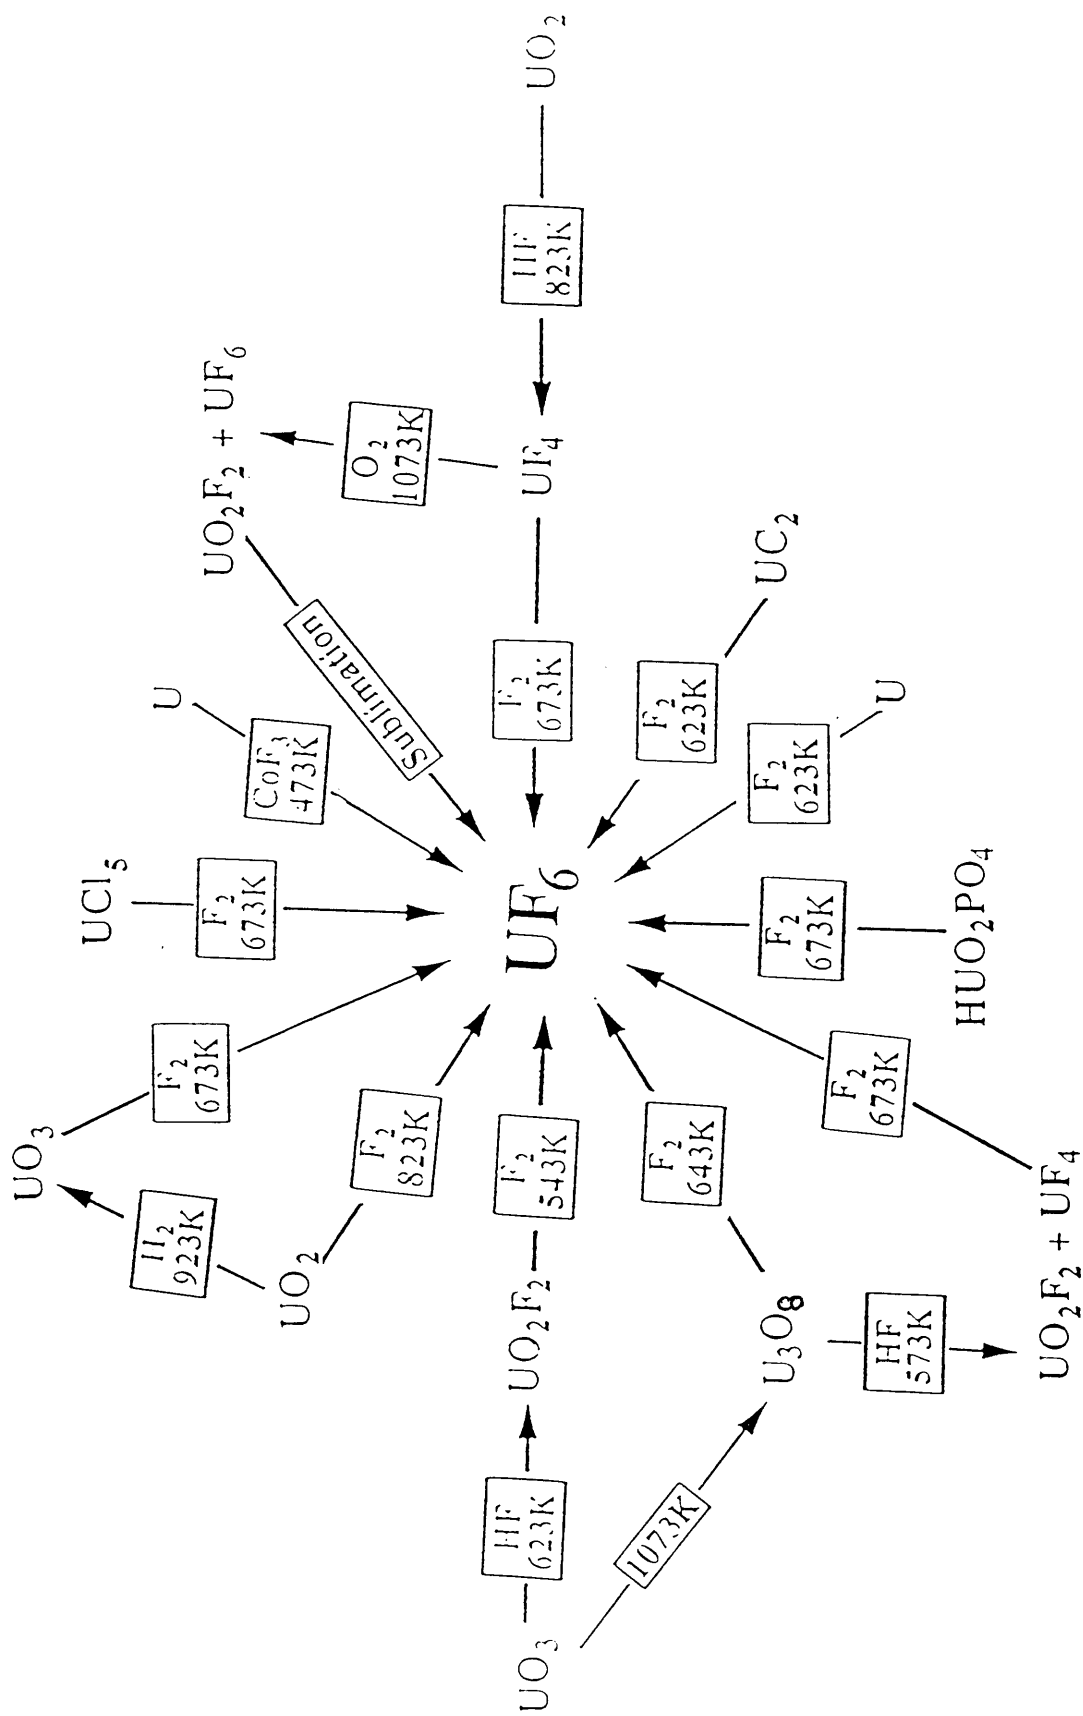 UO3
H2
923K
UO2
F2
673K
F2
823K
UCl5
F2
673K
U
CoF3
473K
UO2F2 + UF6
Sublimation
O2
1073K
UO3
HF
623K
UO2F2
F2
543K
UF6
F2
673K
UF4
HF
823K
UO2
1073K
U3O8
F2
643K
HF
573K
UO2F2 + UF4
F2
673K
F2
673K
HUO2PO4
F2
623K
U
F2
623K
UC2